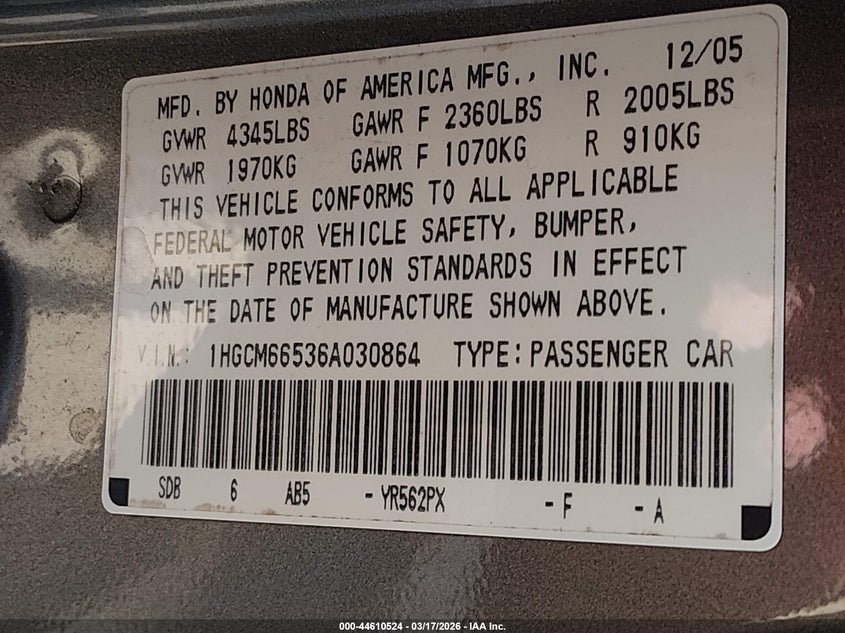 12/05
MFD. BY HONDA OF AMERICA MFG., INC.
GVWR 4345LBS GAWR F 2360LBS R 2005LBS
GVWR 1970KG GAWR F 1070KG R 910KG
THIS VEHICLE CONFORMS TO ALL APPLICABLE
FEDERAL MOTOR VEHICLE SAFETY, BUMPER,
AND THEFT PREVENTION STANDARDS IN EFFECT
ON THE DATE OF MANUFACTURE SHOWN ABOVE.
V.I.N.: 1HGCM66536A030864 TYPE: PASSENGER CAR
SDB 6 AB5 - YR562PX - F - A
000-44610524 - 03/17/2026 - IAA Inc.